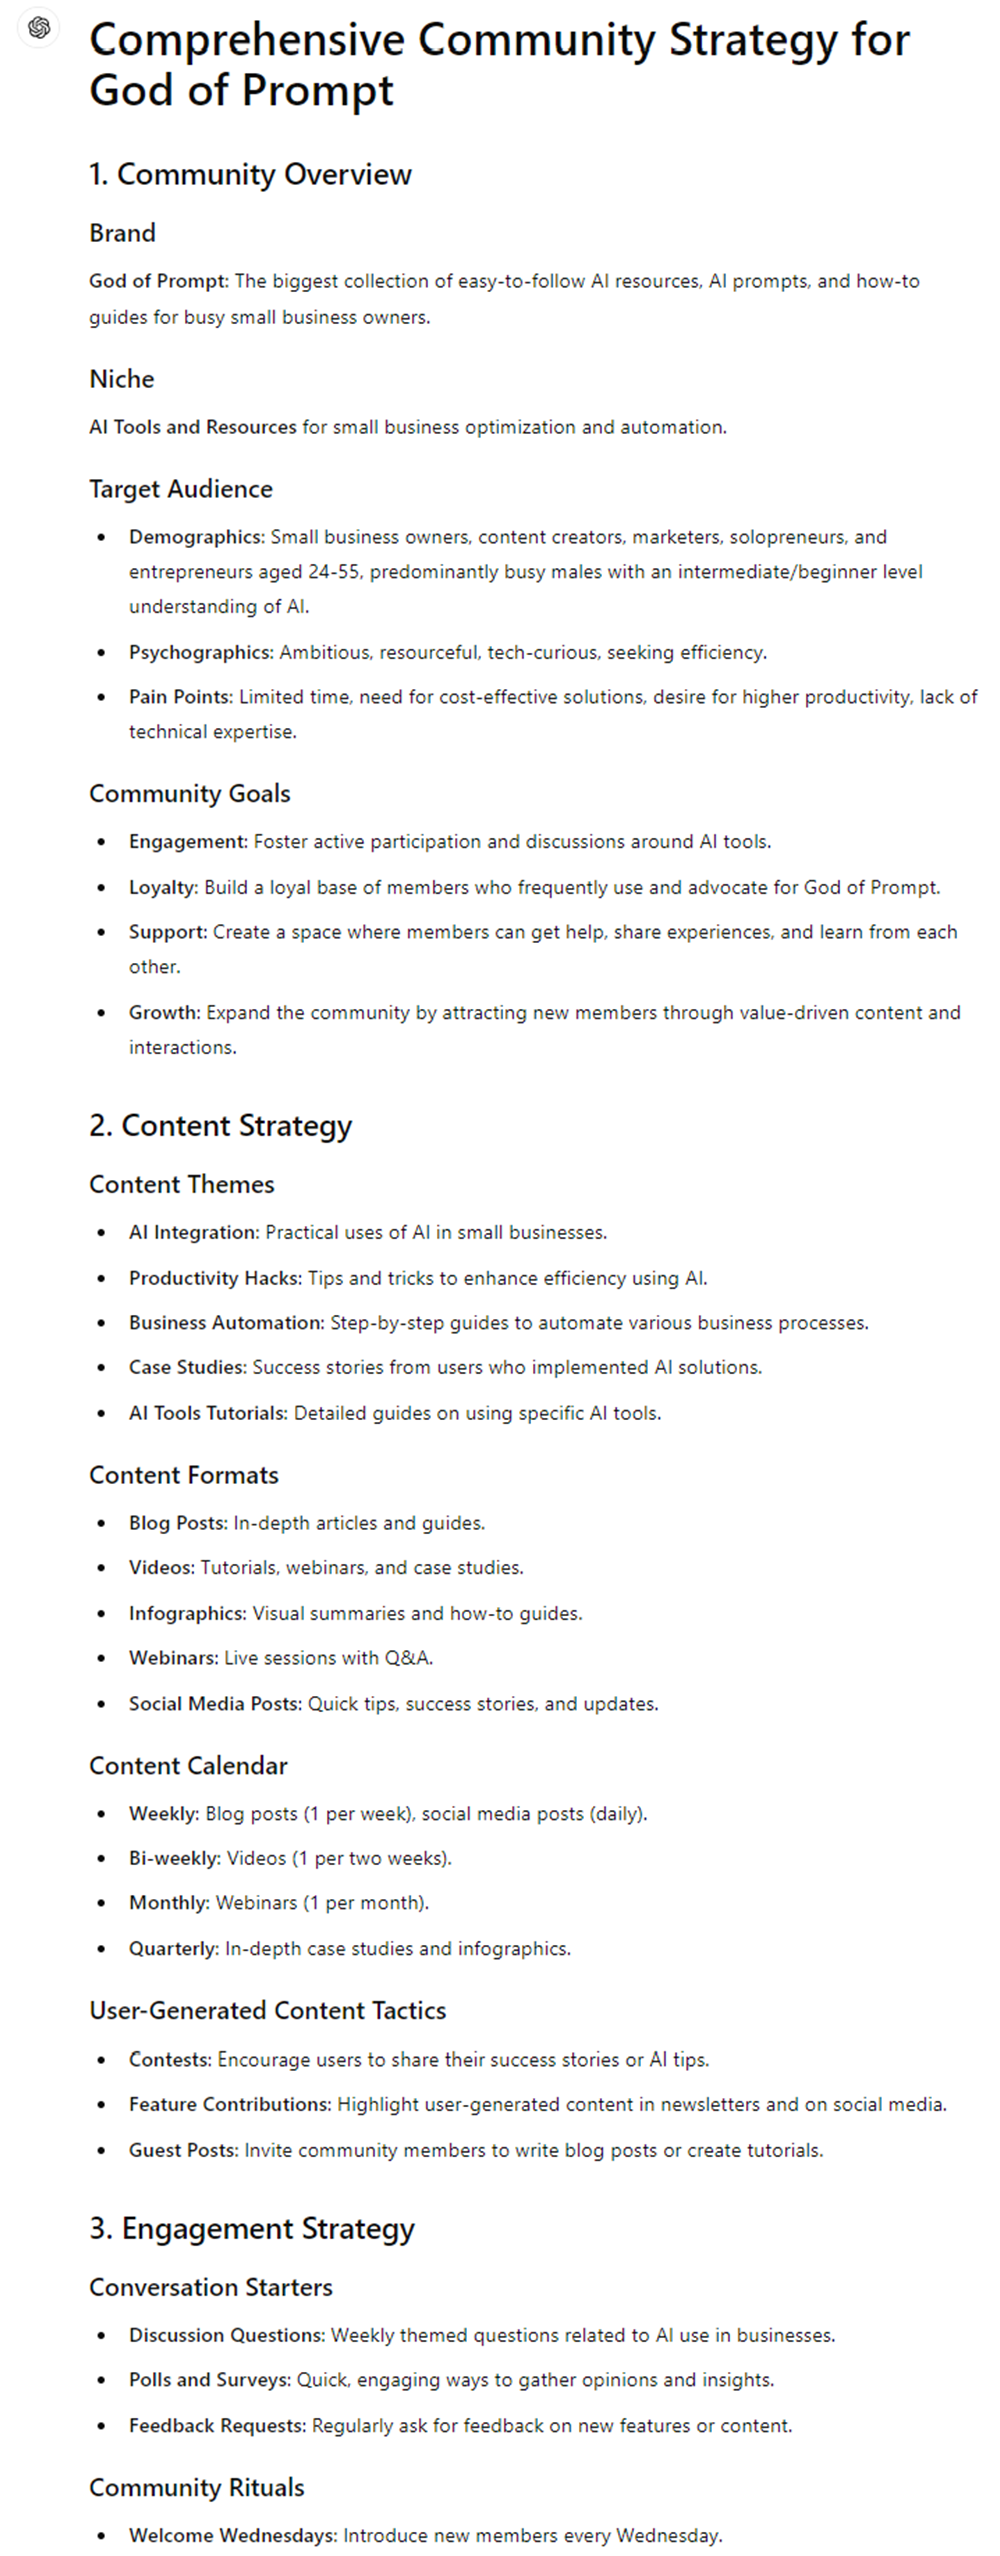 Comprehensive Community Strategy for
God of Prompt
1. Community Overview
Brand
God of Prompt: The biggest collection of easy-to-follow AI resources, AI prompts, and how-to
guides for busy small business owners.
Niche
AI Tools and Resources for small business optimization and automation.
Target Audience
• Demographics: Small business owners, content creators, marketers, solopreneurs, and
entrepreneurs aged 24-55, predominantly busy males with an intermediate/beginner level
understanding of AI.
• Psychographics: Ambitious, resourceful, tech-curious, seeking efficiency.
• Pain Points: Limited time, need for cost-effective solutions, desire for higher productivity, lack of
technical expertise.
Community Goals
• Engagement: Foster active participation and discussions around AI tools.
• Loyalty: Build a loyal base of members who frequently use and advocate for God of Prompt.
• Support: Create a space where members can get help, share experiences, and learn from each
other.
• Growth: Expand the community by attracting new members through value-driven content and
interactions.
2. Content Strategy
Content Themes
• AI Integration: Practical uses of AI in small businesses.
• Productivity Hacks: Tips and tricks to enhance efficiency using AI.
• Business Automation: Step-by-step guides to automate various business processes.
• Case Studies: Success stories from users who implemented AI solutions.
• AI Tools Tutorials: Detailed guides on using specific AI tools.
Content Formats
• Blog Posts: In-depth articles and guides.
• Videos: Tutorials, webinars, and case studies.
• Infographics: Visual summaries and how-to guides.
• Webinars: Live sessions with Q&A.
• Social Media Posts: Quick tips, success stories, and updates.
Content Calendar
• Weekly: Blog posts (1 per week), social media posts (daily).
• Bi-weekly: Videos (1 per two weeks).
• Monthly: Webinars (1 per month).
• Quarterly: In-depth case studies and infographics.
User-Generated Content Tactics
• Contests: Encourage users to share their success stories or AI tips.
• Feature Contributions: Highlight user-generated content in newsletters and on social media.
• Guest Posts: Invite community members to write blog posts or create tutorials.
3. Engagement Strategy
Conversation Starters
• Discussion Questions: Weekly themed questions related to AI use in businesses.
• Polls and Surveys: Quick, engaging ways to gather opinions and insights.
• Feedback Requests: Regularly ask for feedback on new features or content.
Community Rituals
• Welcome Wednesdays: Introduce new members every Wednesday.